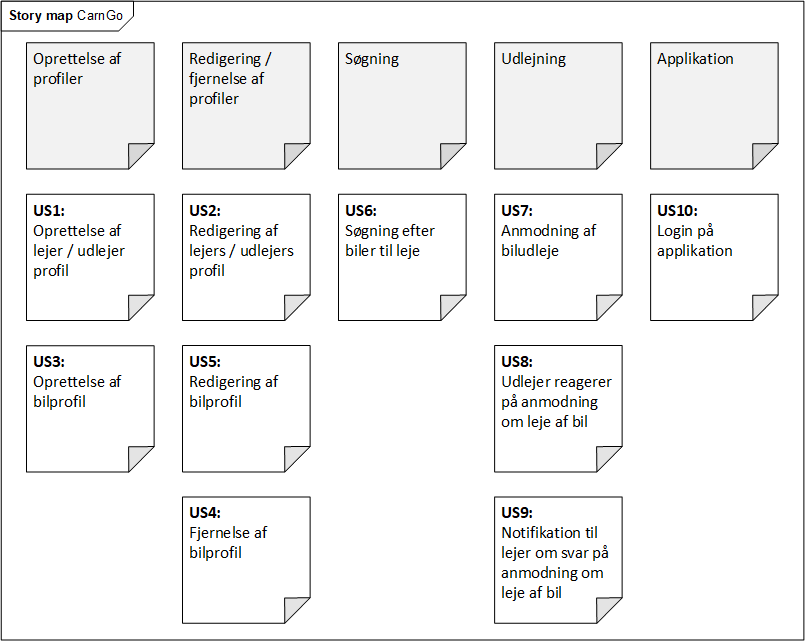 Story map CarnGo
Oprettelse af
profiler
Redigering /
fjernelse af
profiler
Søgning
Udlejning
Applikation
US1:
Oprettelse af
lejer / udlejer
profil
US2:
Redigering af
lejers / udlejers
profil
US6:
Søgning efter
biler til leje
US7:
Anmodning af
biludleje
US10:
Login på
applikation
US3:
Oprettelse af
bilprofil
US5:
Redigering af
bilprofil
US8:
Udlejer reagerer
på anmodning
om leje af bil
US4:
Fjernelse af
bilprofil
US9:
Notifikation til
lejer om svar på
anmodning om
leje af bil